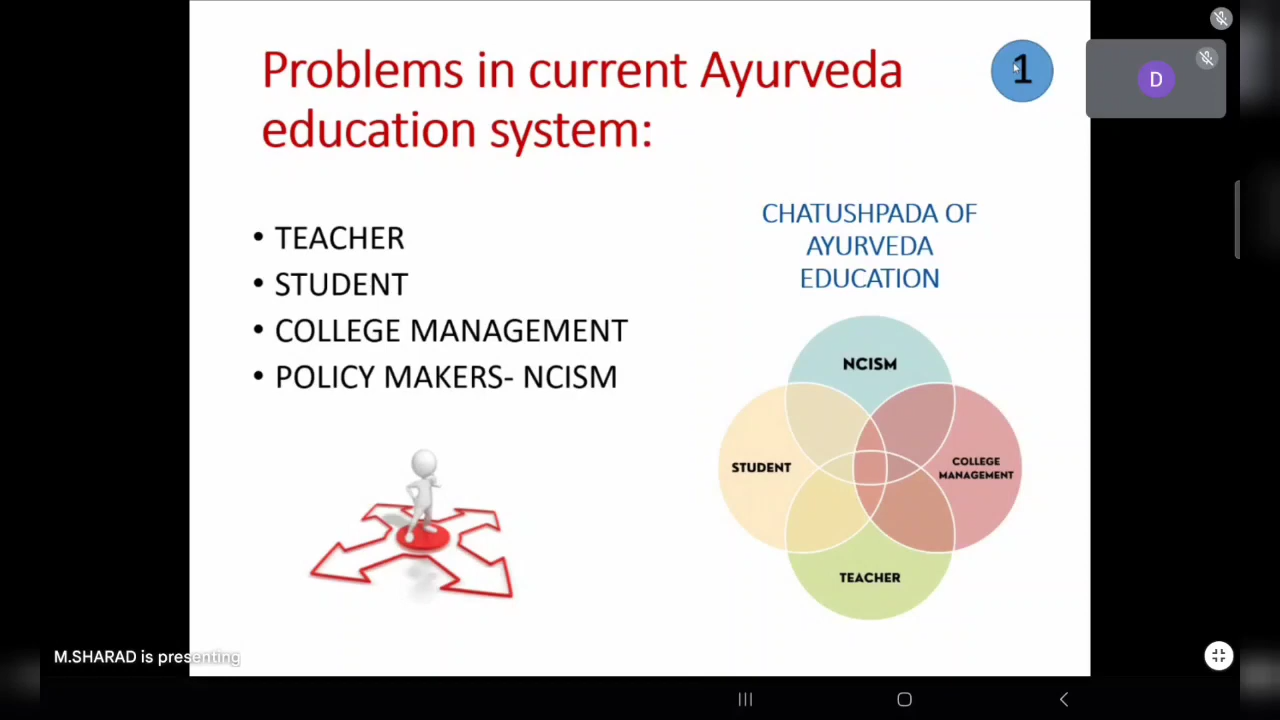 Problems in current Ayurveda
education system:
1
D
• TEACHER
• STUDENT
• COLLEGE MANAGEMENT
• POLICY MAKERS- NCISM
CHATUSHPADA OF
AYURVEDA
EDUCATION
NCISM
STUDENT
COLLEGE
MANAGEMENT
TEACHER
M.SHARAD is presenting